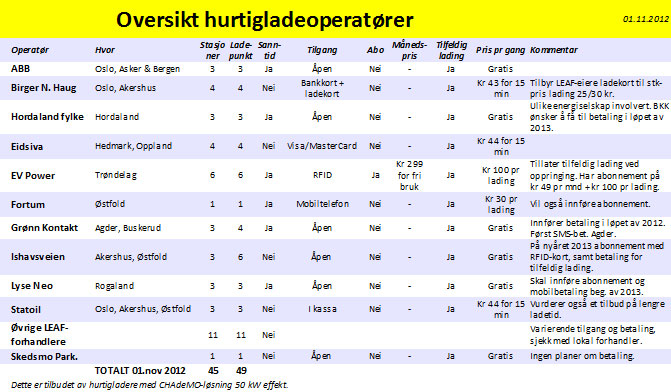 Oversikt hurtigladeoperatører
01.11.2012
Operatør Hvor Stasjoner Lade-punkt Sann-tid Tilgang Abo Måneds-pris Tilfeldig lading Pris pr gang Kommentar
ABB Oslo, Asker & Bergen 3 3 Ja Åpen Nei - Ja Gratis
Birger N. Haug Oslo, Akershus 4 4 Nei Bankkort + ladekort Nei - Ja Kr 43 for 15 min Tilbyr LEAF-eiere ladekort til stk-pris lading 25/30 kr.
Hordaland fylke Hordaland 3 3 Ja Åpen Nei - Ja Gratis Ulike energiselskap involvert. BKK ønsker å få til betaling i løpet av 2013.
Eidsiva Hedmark, Oppland 4 4 Nei Visa/MasterCard Nei - Ja Kr 44 for 15 min
EV Power Trøndelag 6 6 Ja RFID Ja Kr 299 for fri bruk Ja Kr 100 pr lading Tillater tilfeldig lading ved oppringing. Har abonnement på kr 49 pr mnd +kr 100 pr lading.
Fortum Østfold 1 1 Ja Mobiltelefon Nei - Ja Kr 30 pr lading Vil også innføre abonnement.
Grønn Kontakt Agder, Buskerud 3 4 Ja Åpen Nei - Ja Gratis Innfører betaling i løpet av 2012. Først SMS-bet. Agder.
Ishavsveien Akershus, Østfold 3 6 Nei Åpen Nei - Ja Gratis På nyåret 2013 abonnement med RFID-kort, samt betaling for tilfeldig lading.
Lyse Neo Rogaland 3 3 Ja Åpen Nei - Ja Gratis Skal innføre abonnement og mobilbetaling beg. av 2013.
Statoil Oslo, Akershus, Østfold 3 3 Nei I kassa Nei - Ja Kr 44 for 15 min Vurderer også et tilbud på lengre ladetid.
Øvrige LEAF-forhandlere 11 11 Nei Varierende tilgang og betaling, sjekk med lokal forhandler.
Skedsmo Park. 1 1 Nei Åpen Nei - Ja Gratis Ingen planer om betaling.
TOTALT 01.nov 2012 45 49
Dette er tilbudet av hurtigladere med CHAdeMO-løsning 50 kW effekt.